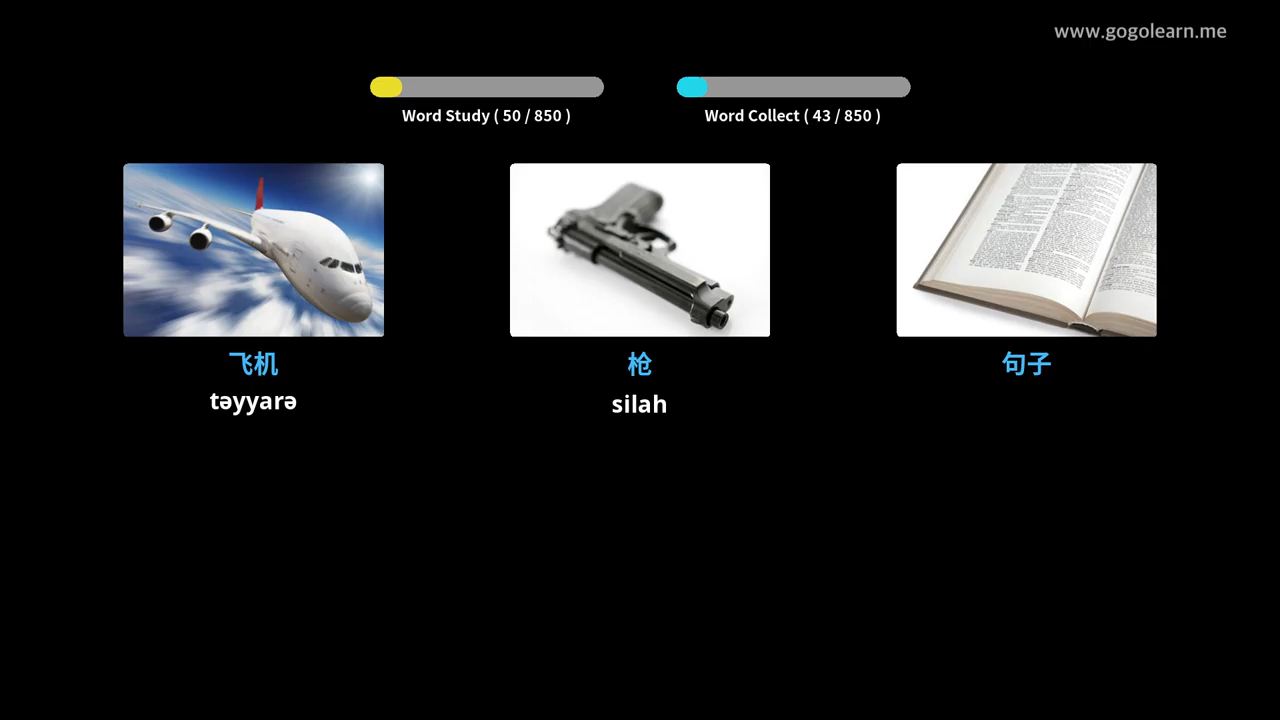 www.gogolearn.me
Word Study ( 50 / 850 )
Word Collect ( 43 / 850 )
飞机
təyyarə
枪
silah
句子